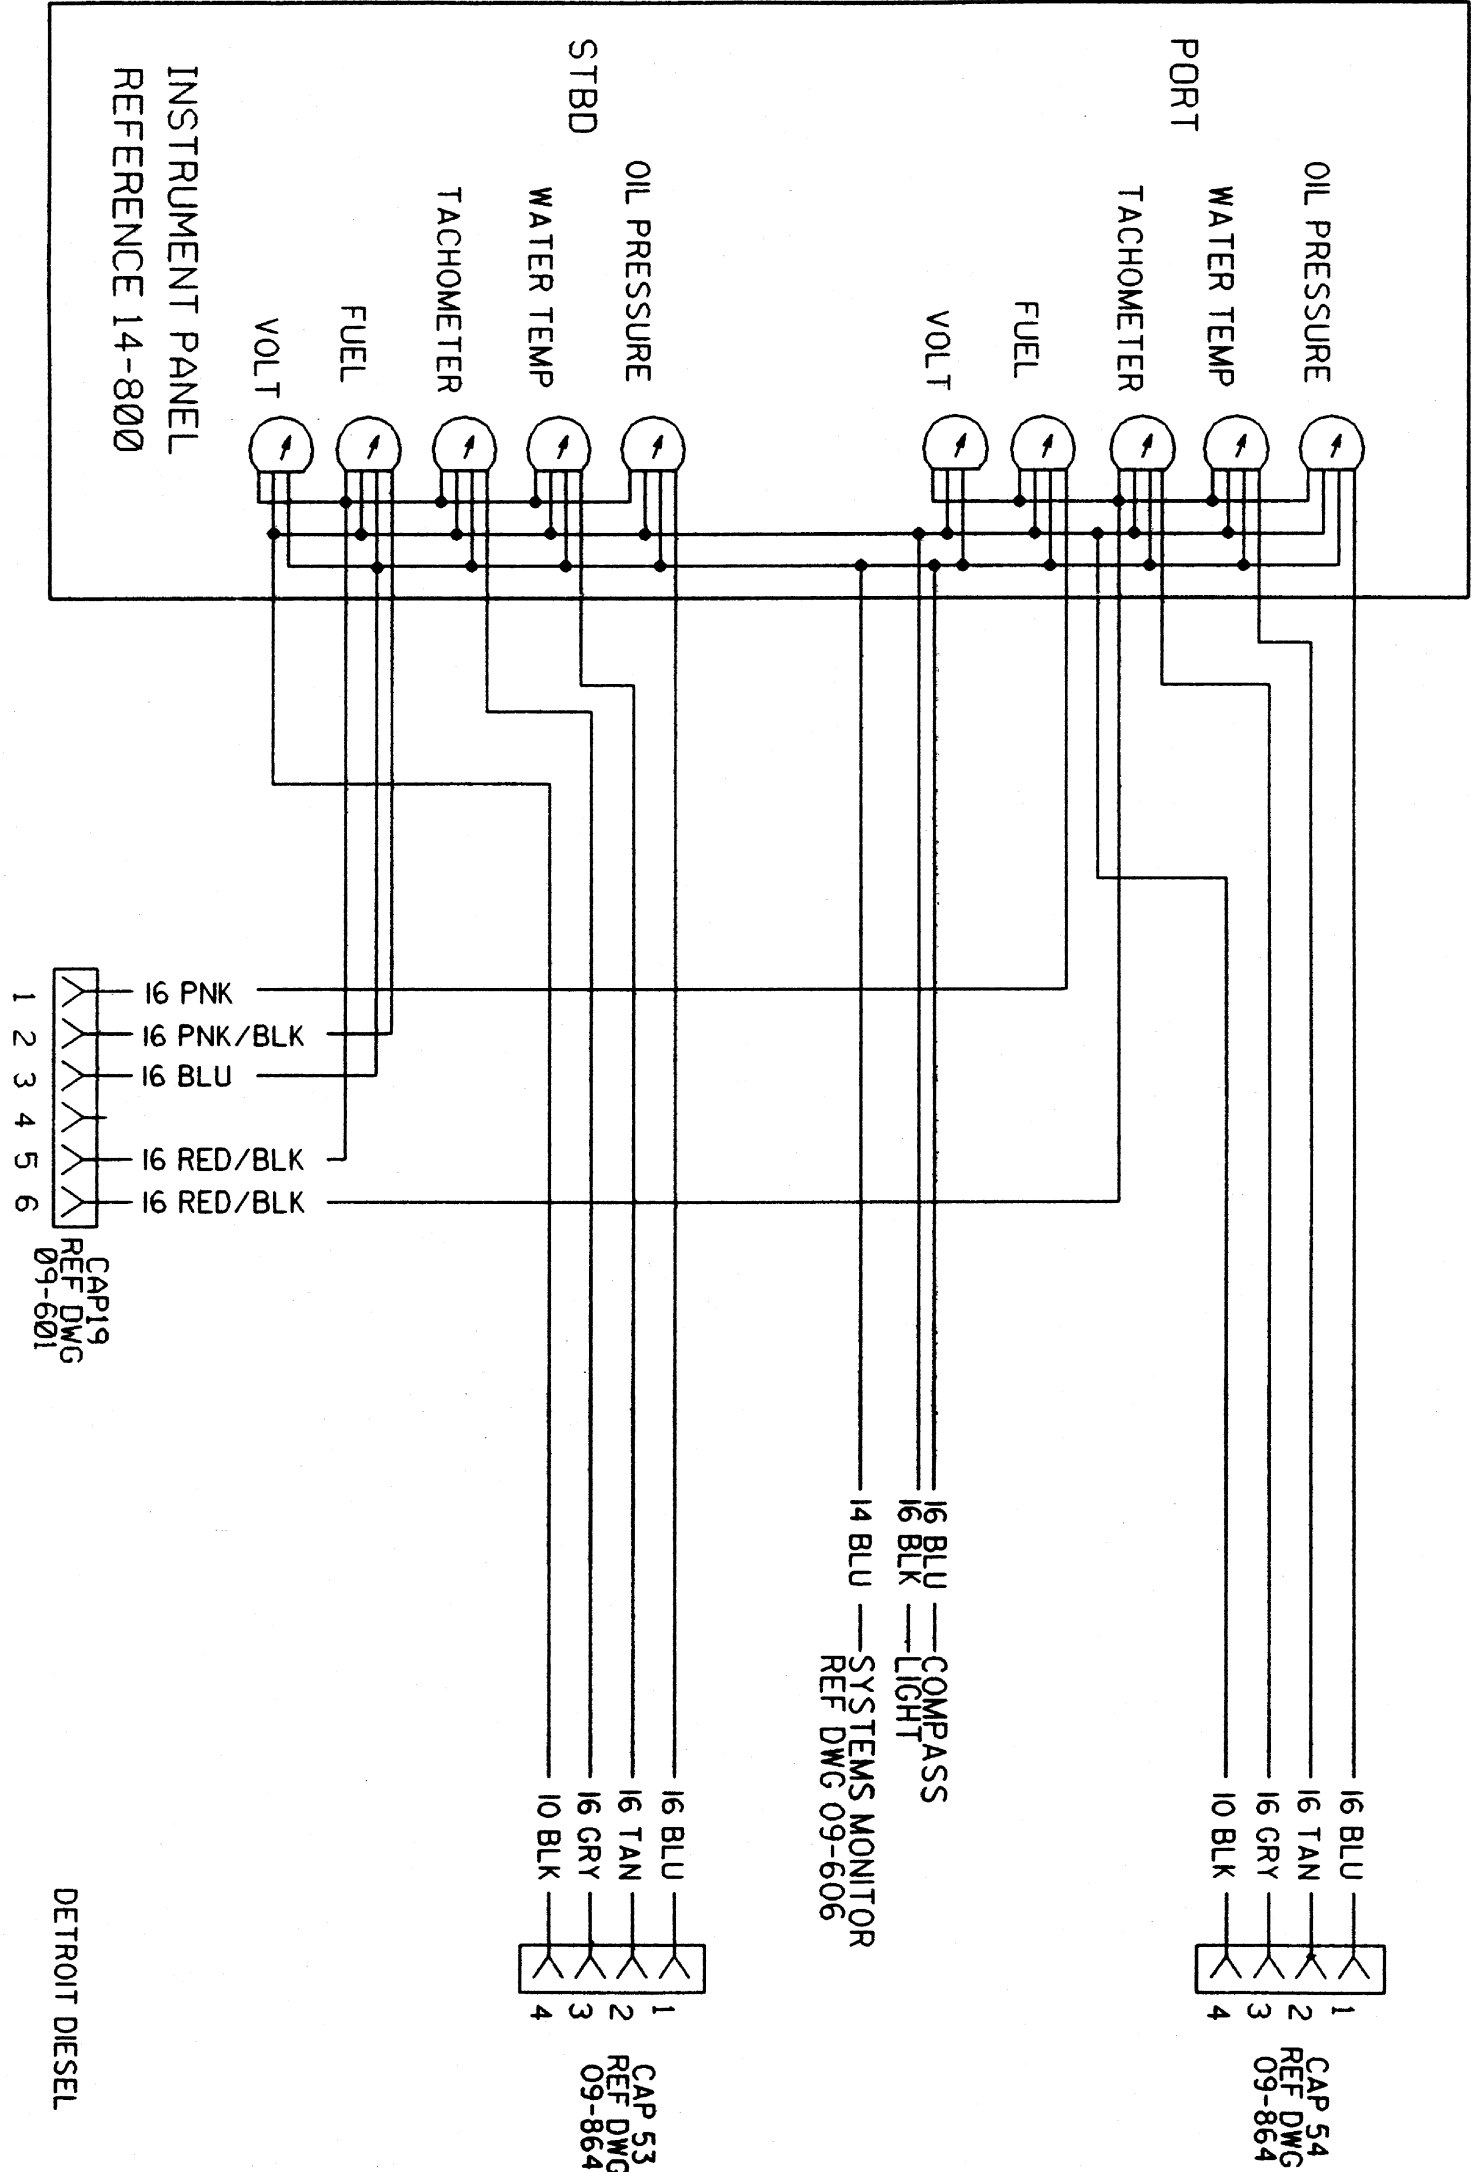 PORT
OIL PRESSURE
WATER TEMP
TACHOMETER
FUEL
VOLT
STBD
OIL PRESSURE
WATER TEMP
TACHOMETER
FUEL
VOLT
INSTRUMENT PANEL
REFERENCE 14-800
16 BLU
16 TAN
16 GRY
10 BLK
1
2
3
4
CAP 54
REF DWG
09-864
16 BLU
COMPASS
16 BLK
LIGHT
14 BLU
SYSTEMS MONITOR
REF DWG 09-606
16 BLU
16 TAN
16 GRY
10 BLK
1
2
3
4
CAP 53
REF DWG
09-864
1
16 PNK
2
16 PNK/BLK
3
16 BLU
4
5
16 RED/BLK
6
16 RED/BLK
CAP19
REF DWG
09-601
DETROIT DIESEL